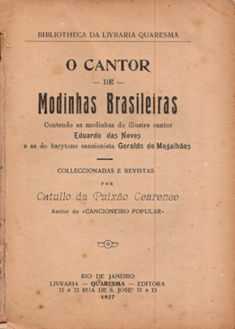 BIBLIOTHECA DA LIVRARIA QUARESMA
O CANTOR
— DE —
Modinhas Brasileiras
Contendo as modinhas do illustre cantor
Eduardo das Neves
e as do barytono cançonista Geraldo de Magalhães
COLLECCIONADAS E REVISTAS
POR
Catullo da Paixão Cearense
Auctor do «CANCIONEIRO POPULAR»
RIO DE JANEIRO
LIVRARIA — QUARESMA — EDITORA
71 e 73 RUA DE S. JOSÉ 71 e 73
1927